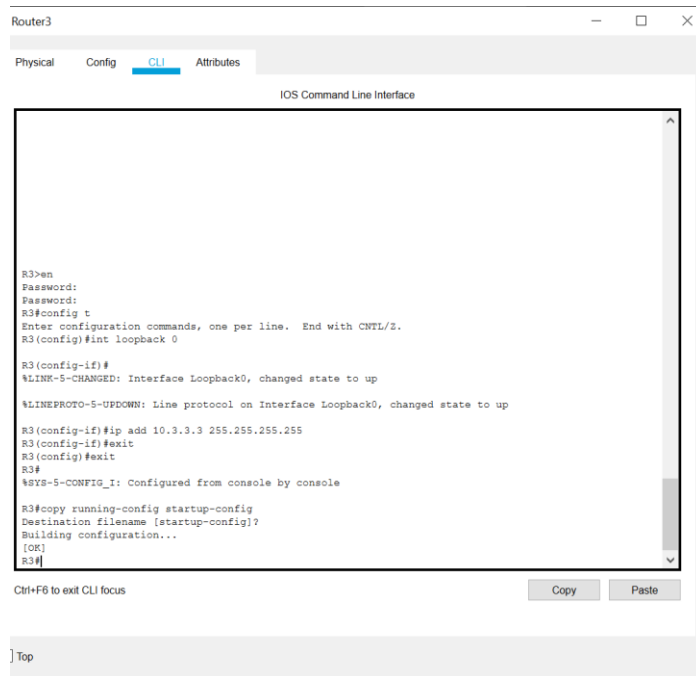 Router3
Physical Config CLI Attributes
IOS Command Line Interface
R3>en
Password:
Password:
R3#config t
Enter configuration commands, one per line.  End with CNTL/Z.
R3(config)#int loopback 0
R3(config-if)#
%LINK-5-CHANGED: Interface Loopback0, changed state to up
%LINEPROTO-5-UPDOWN: Line protocol on Interface Loopback0, changed state to up
R3(config-if)#ip add 10.3.3.3 255.255.255.255
R3(config-if)#exit
R3(config)#exit
R3#
%SYS-5-CONFIG_I: Configured from console by console
R3#copy running-config startup-config
Destination filename [startup-config]?
Building configuration...
[OK]
R3#
Ctrl+F6 to exit CLI focus
Copy Paste
Top